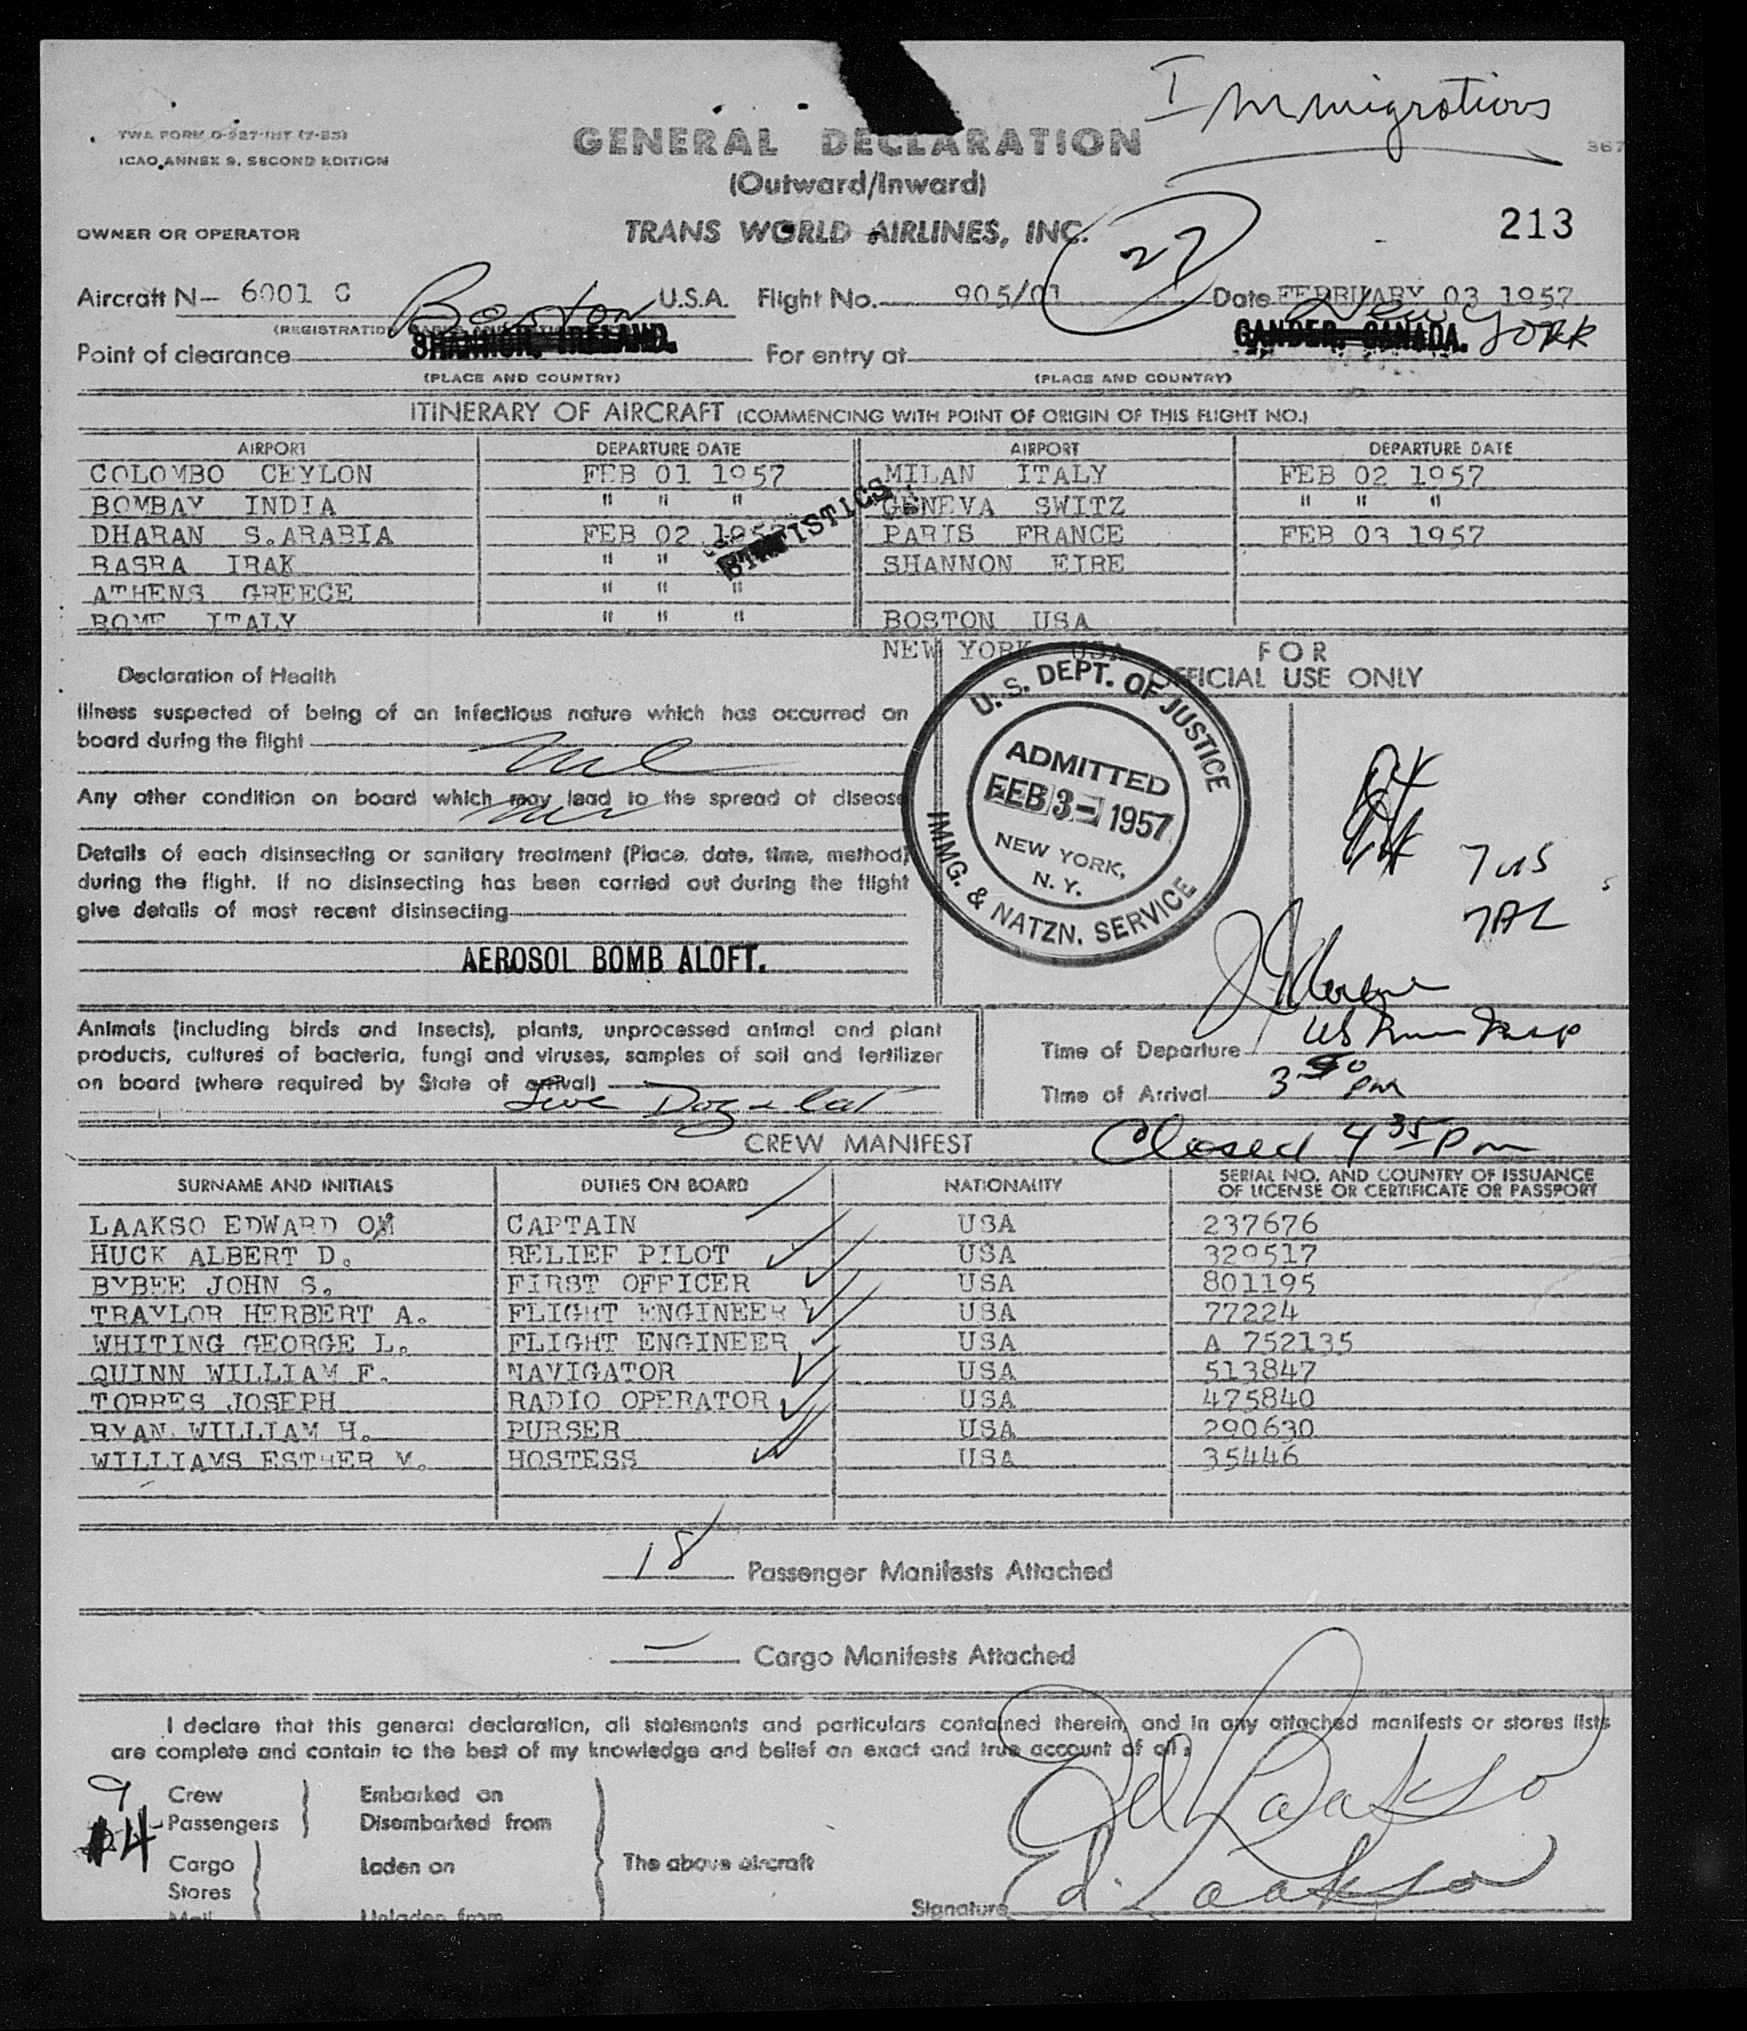 Immigrations
TWA FORM O-927-INT (7-55)
ICAO ANNEX 9, SECOND EDITION
GENERAL DECLARATION
367
(Outward/Inward)
OWNER OR OPERATOR TRANS WORLD AIRLINES, INC. 213
27
Aircraft N- 6001 C U.S.A. Flight No. 905/01 Date FEBRUARY 03 1957
Boston New York
(REGISTRATION
Point of clearance SHANNON, IRELAND. For entry at GANDER, CANADA.
(PLACE AND COUNTRY) (PLACE AND COUNTRY)
ITINERARY OF AIRCRAFT (COMMENCING WITH POINT OF ORIGIN OF THIS FLIGHT NO.)
AIRPORT DEPARTURE DATE AIRPORT DEPARTURE DATE
COLOMBO CEYLON FEB 01 1957 MILAN ITALY FEB 02 1957
BOMBAY INDIA " " " GENEVA SWITZ " " "
DHARAN S.ARABIA FEB 02 1957 PARIS FRANCE FEB 03 1957
STATISTICS
BASRA IRAK " " SHANNON EIRE
ATHENS GREECE " " "
ROME ITALY " " " BOSTON USA
NEW YORK USA
FOR
OFFICIAL USE ONLY
Declaration of Health
Illness suspected of being of an infectious nature which has occurred on
board during the flight
nil
Any other condition on board which may lead to the spread of disease
nil
Details of each disinsecting or sanitary treatment (Place, date, time, method)
during the flight. If no disinsecting has been carried out during the flight
give details of most recent disinsecting
AEROSOL BOMB ALOFT.
U.S. DEPT. OF JUSTICE
ADMITTED
FEB 3- 1957
NEW YORK,
N. Y.
IMMG. & NATZN. SERVICE
Animals (including birds and insects), plants, unprocessed animal and plant
products, cultures of bacteria, fungi and viruses, samples of soil and fertilizer
on board (where required by State of arrival)
Live Dog & Cat
Time of Departure
Time of Arrival 3 50 pm
Closed 4 35 pm
CREW MANIFEST
SURNAME AND INITIALS DUTIES ON BOARD NATIONALITY SERIAL NO. AND COUNTRY OF ISSUANCE
OF LICENSE OR CERTIFICATE OR PASSPORT
LAAKSO EDWARD OM CAPTAIN USA 237676
HUCK ALBERT D. RELIEF PILOT USA 329517
BYBEE JOHN S. FIRST OFFICER USA 801195
TRAYLOR HERBERT A. FLIGHT ENGINEER USA 77224
WHITING GEORGE L. FLIGHT ENGINEER USA A 752135
QUINN WILLIAM F. NAVIGATOR USA 513847
TORRES JOSEPH RADIO OPERATOR USA 475840
RYAN WILLIAM H. PURSER USA 290630
WILLIAMS ESTHER M. HOSTESS USA 35446
18 Passenger Manifests Attached
Cargo Manifests Attached
I declare that this general declaration, all statements and particulars contained therein, and in any attached manifests or stores lists
are complete and contain to the best of my knowledge and belief an exact and true account of all
9 Crew Embarked on
Passengers Disembarked from
Ed Laakso
Cargo Laden on The above aircraft
Stores
Mail Unladen from
Signature Ed. Laakso